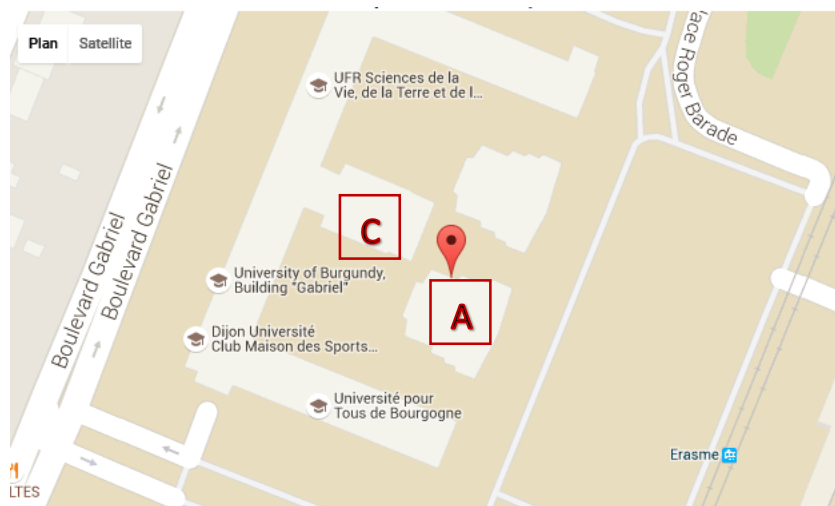 Plan
Satellite
UFR Sciences de la
Vie, de la Terre et de l...
ace Roger Barade
C
Boulevard Gabriel
Boulevard Gabriel
University of Burgundy,
Building "Gabriel"
A
Dijon Université
Club Maison des Sports...
Université pour
Tous de Bourgogne
Erasme
LTES